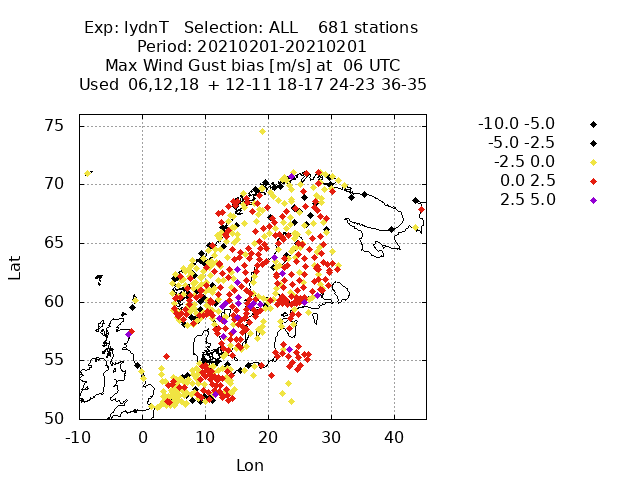 Exp: lydnT   Selection: ALL    681 stations
Period: 20210201-20210201
Max Wind Gust bias [m/s] at  06 UTC
Used  06,12,18  + 12-11 18-17 24-23 36-35
-10.0 -5.0
-5.0 -2.5
-2.5 0.0
0.0 2.5
2.5 5.0
75
70
65
60
55
50
Lat
-10 0 10 20 30 40
Lon